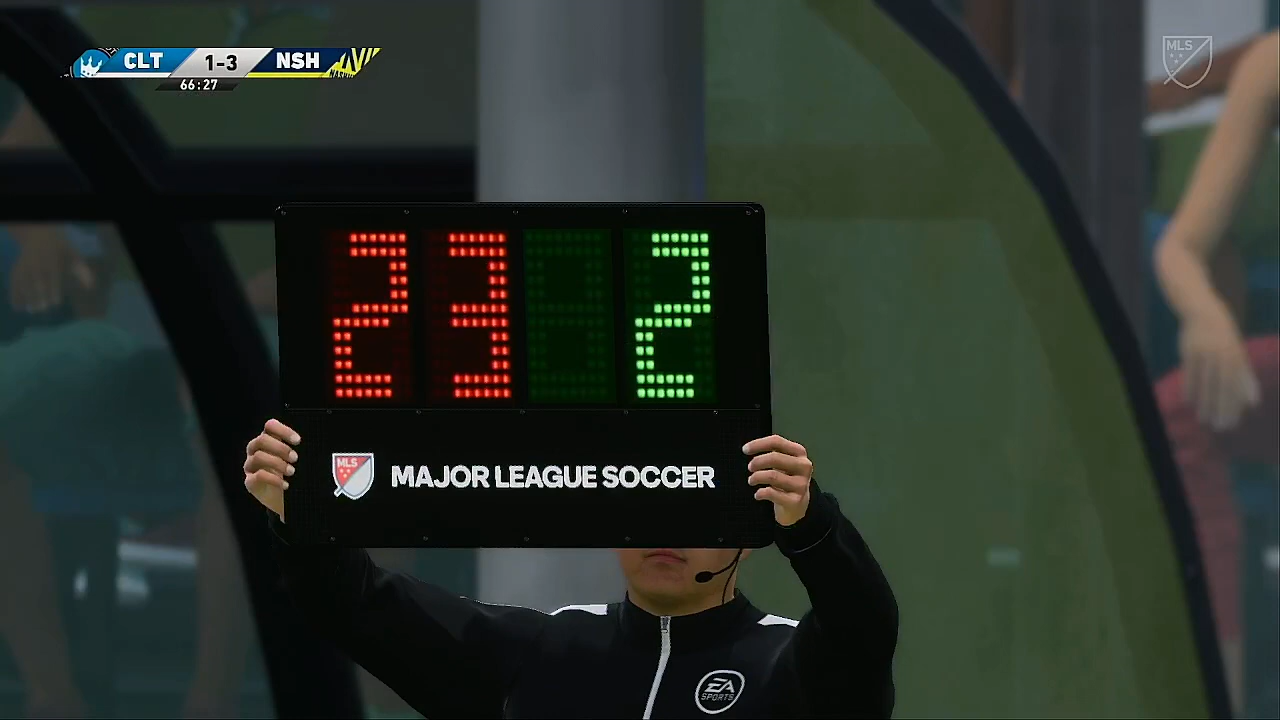 CLT 1-3 NSH
66:27
MLS
23 2
MLS MAJOR LEAGUE SOCCER
EA
SPORTS